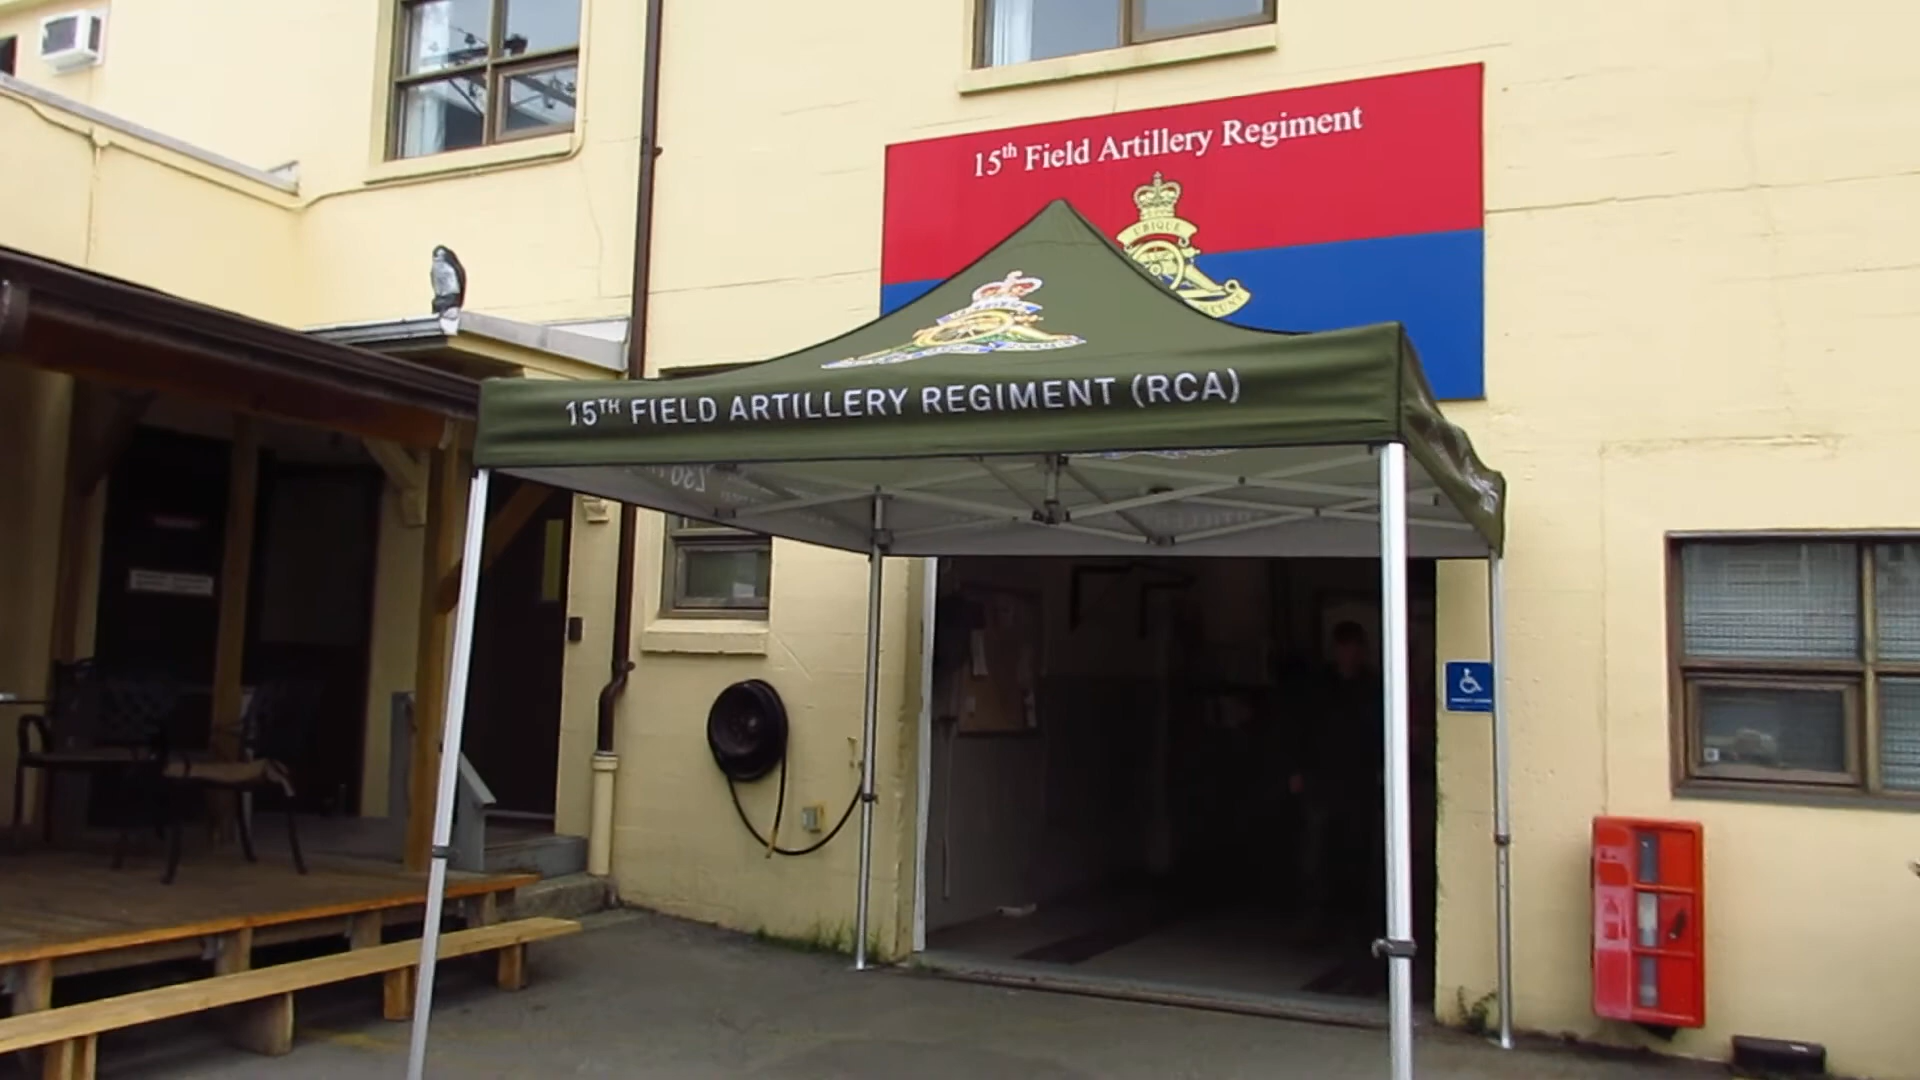 15th Field Artillery Regiment
UBIQUE
15TH FIELD ARTILLERY REGIMENT (RCA)